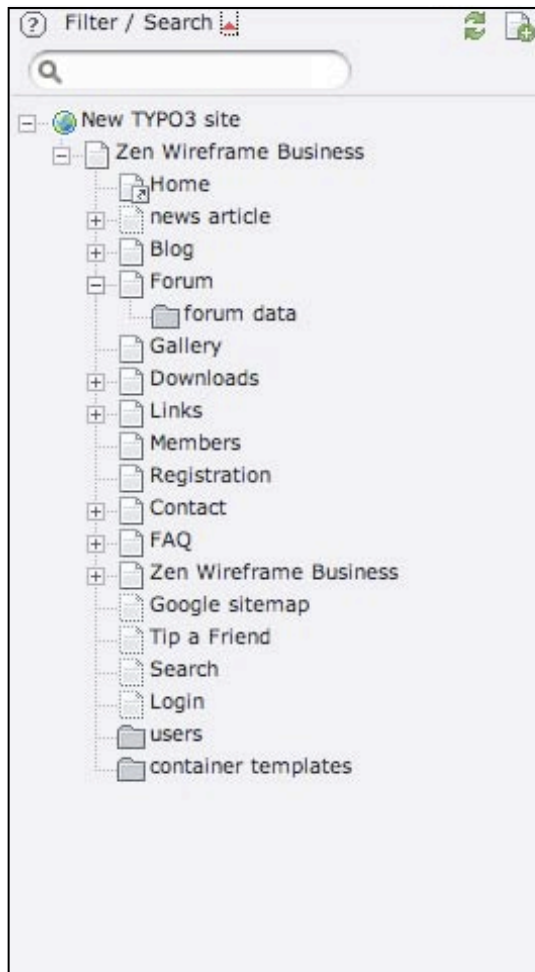 Filter / Search
New TYPO3 site
Zen Wireframe Business
Home
news article
Blog
Forum
forum data
Gallery
Downloads
Links
Members
Registration
Contact
FAQ
Zen Wireframe Business
Google sitemap
Tip a Friend
Search
Login
users
container templates